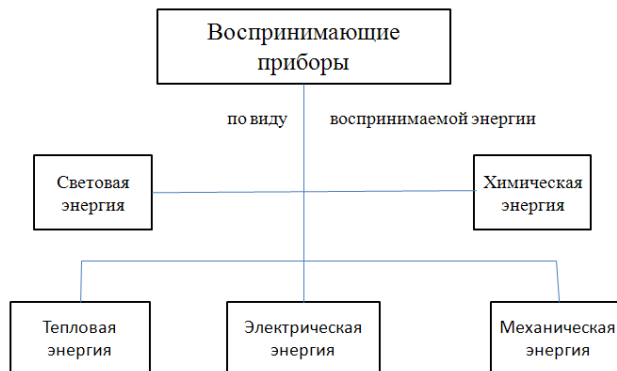 Воспринимающие
приборы
по виду воспринимаемой энергии
Световая
энергия
Химическая
энергия
Тепловая
энергия
Электрическая
энергия
Механическая
энергия